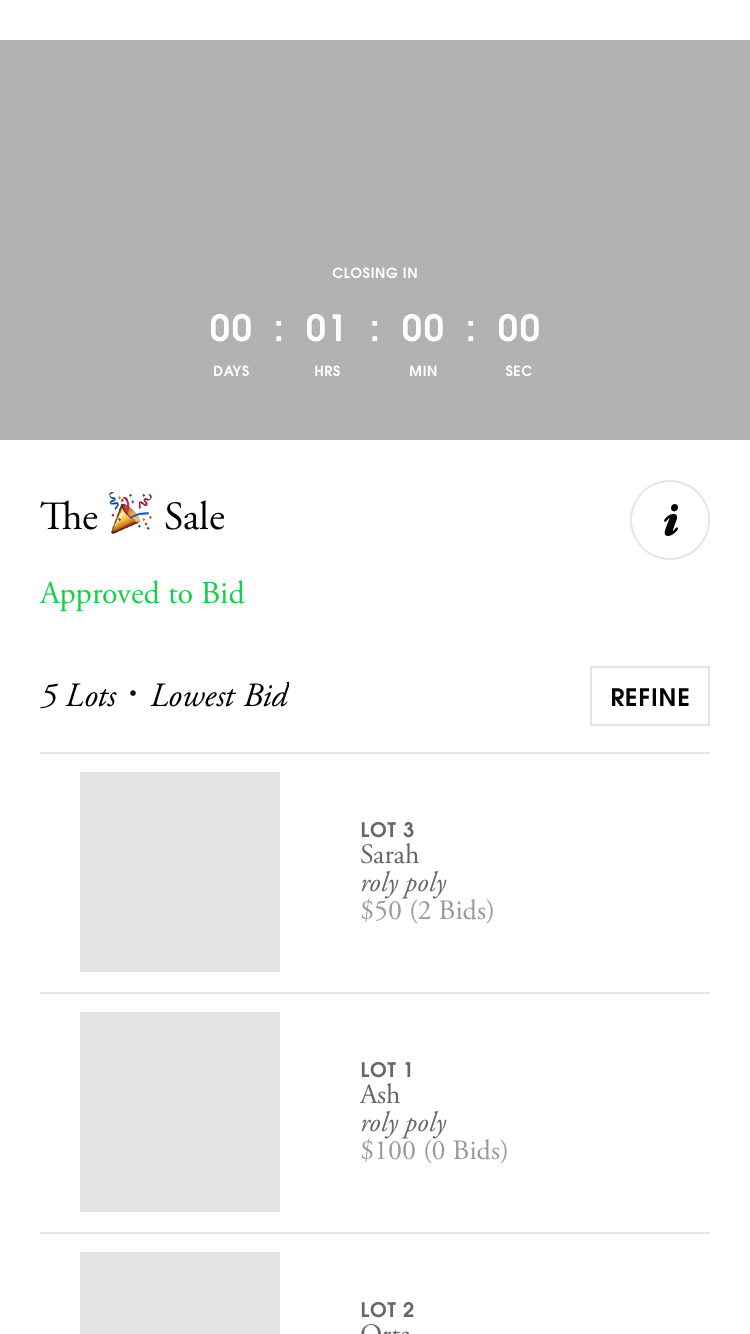 CLOSING IN
00 : 01 : 00 : 00
DAYS HRS MIN SEC
The 🎉 Sale
i
Approved to Bid
5 Lots • Lowest Bid
REFINE
LOT 3
Sarah
roly poly
$50 (2 Bids)
LOT 1
Ash
roly poly
$100 (0 Bids)
LOT 2